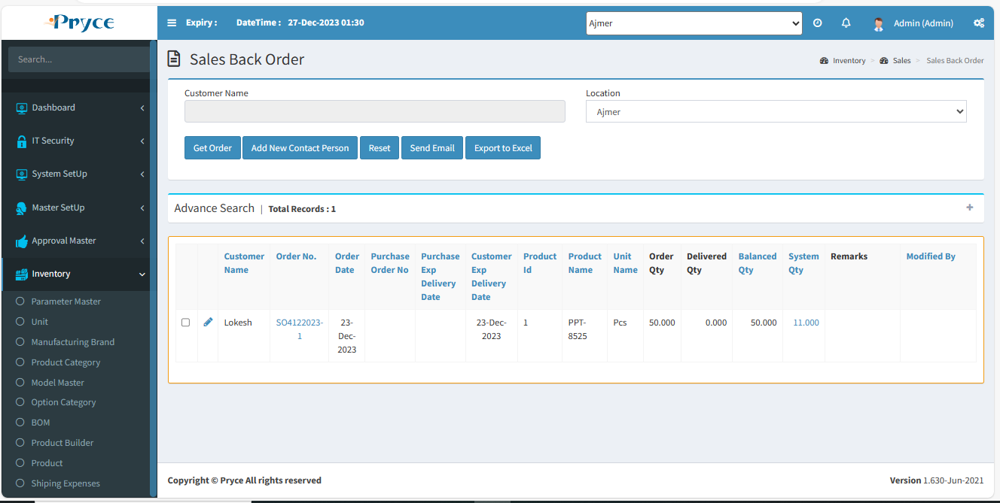 Pryce
Expiry : DateTime : 27-Dec-2023 01:30 Ajmer Admin (Admin)
Search...
Sales Back Order
Inventory > Sales > Sales Back Order
Customer Name Location
Ajmer
Get Order Add New Contact Person Reset Send Email Export to Excel
Advance Search | Total Records : 1
Customer Name Order No. Order Date Purchase Order No Purchase Exp Delivery Date Customer Exp Delivery Date Product Id Product Name Unit Name Order Qty Delivered Qty Balanced Qty System Qty Remarks Modified By
Lokesh SO4122023-1 23-Dec-2023 23-Dec-2023 1 PPT-8525 Pcs 50.000 0.000 50.000 11.000
Dashboard
IT Security
System SetUp
Master SetUp
Approval Master
Inventory
Parameter Master
Unit
Manufacturing Brand
Product Category
Model Master
Option Category
BOM
Product Builder
Product
Shiping Expenses
Copyright © Pryce All rights reserved Version 1.630-Jun-2021